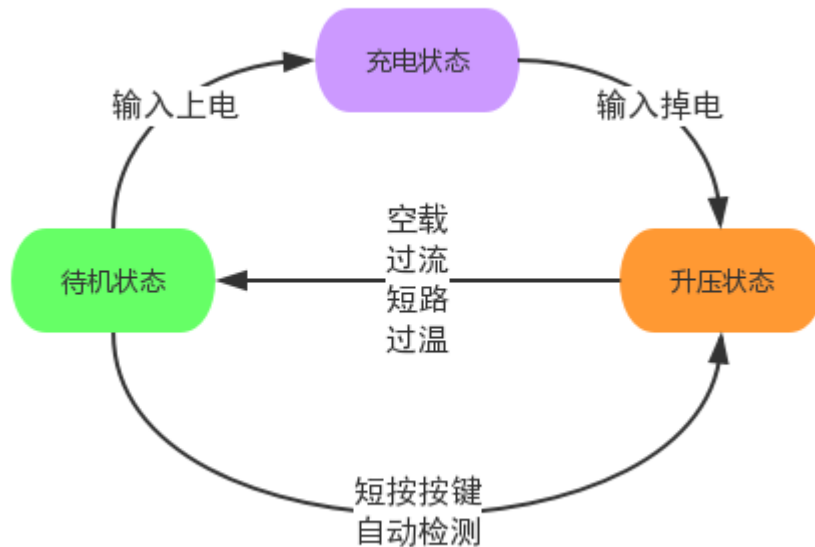 充电状态
输入上电
输入掉电
空载
过流
短路
过温
待机状态
升压状态
短按按键
自动检测